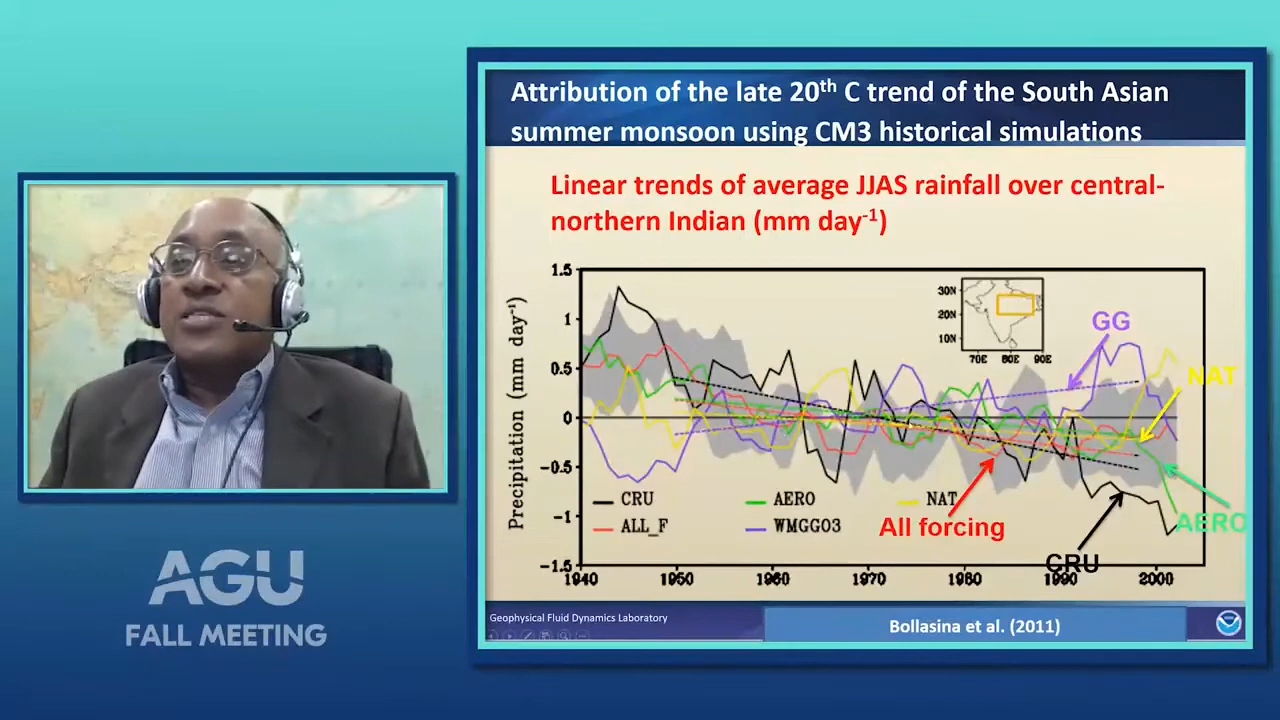 Attribution of the late 20th C trend of the South Asian
summer monsoon using CM3 historical simulations
Linear trends of average JJAS rainfall over central-
northern Indian (mm day-1)
Precipitation (mm day-1)
1.5
1
0.5
0
-0.5
-1
-1.5
1940
1950
1960
1970
1980
1990
2000
30N
20N
10N
70E
80E
90E
GG
NAT
AERO
CRU
All forcing
CRU
AERO
NAT
ALL_F
WMGGO3
Geophysical Fluid Dynamics Laboratory
Bollasina et al. (2011)
AGU
FALL MEETING